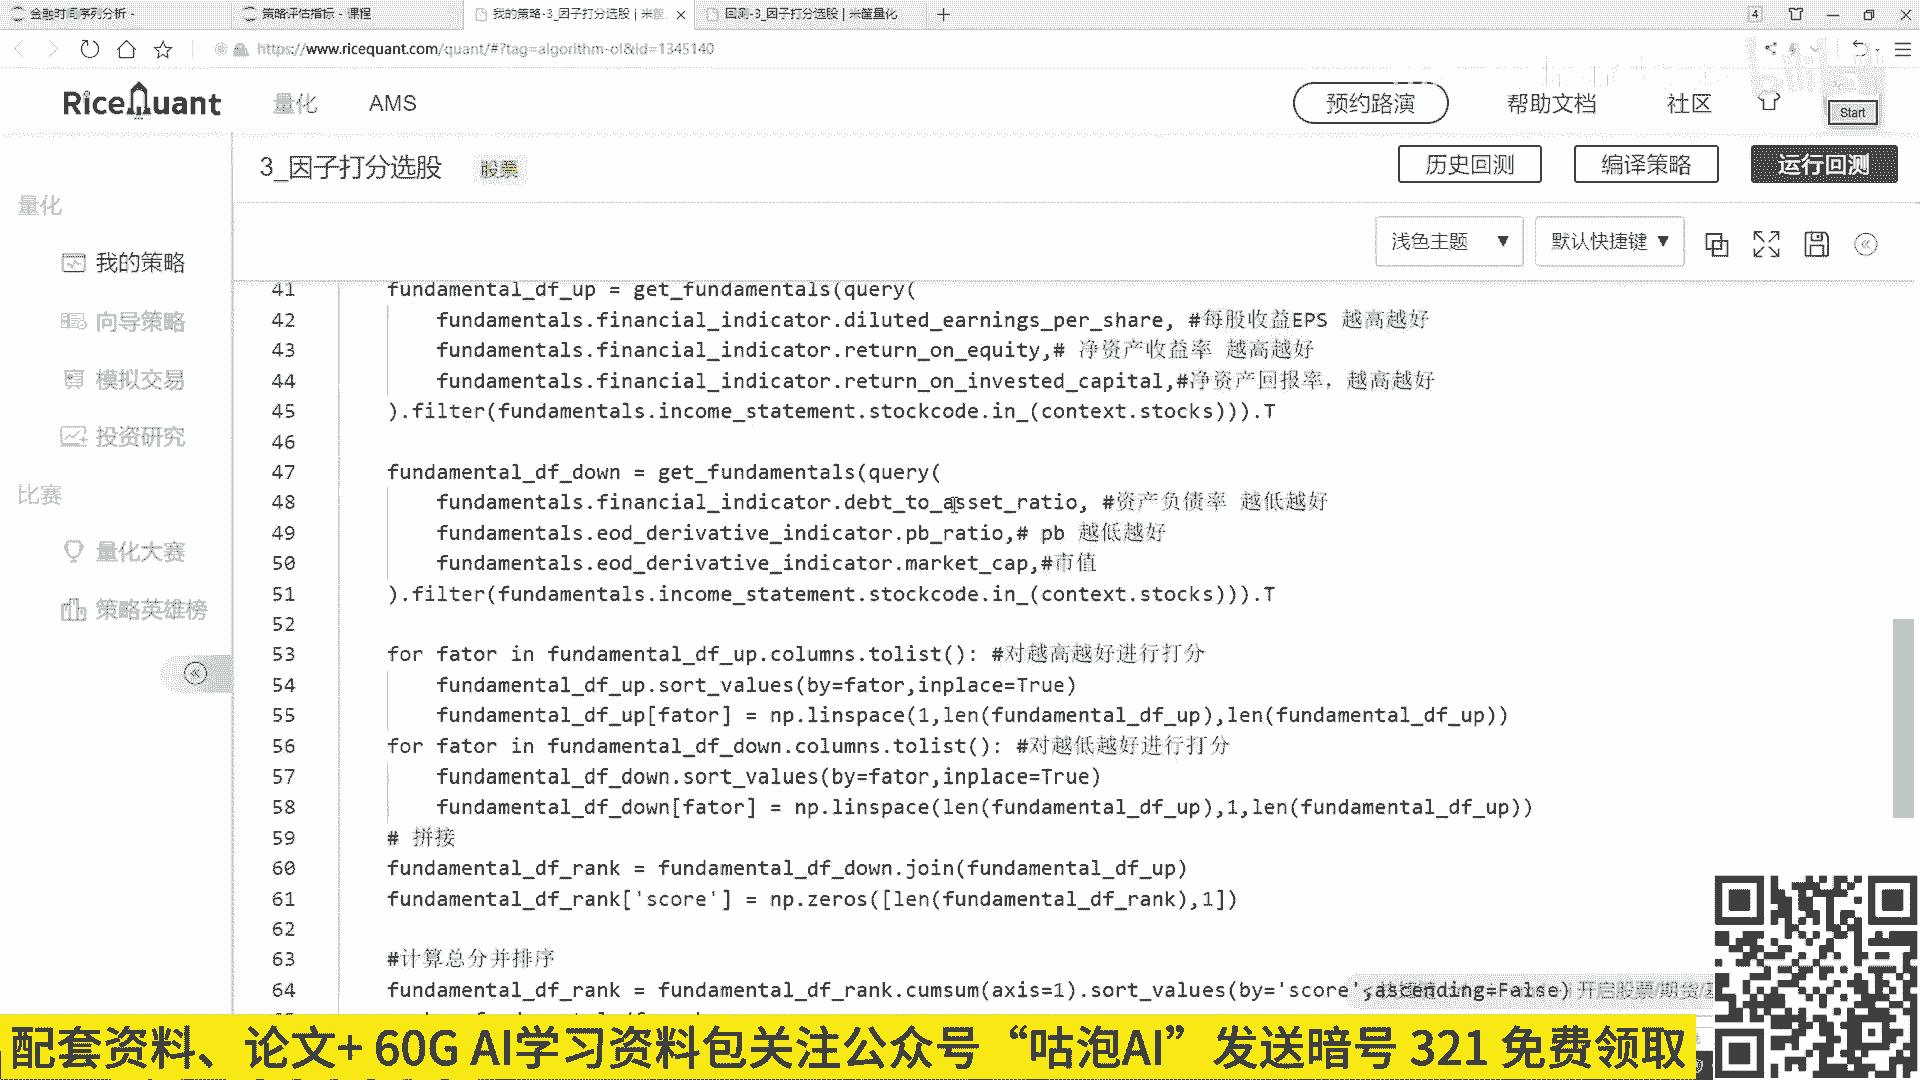 金融时间序列分析 -
策略评估指标 - 课程
我的策略-3_因子打分选股 | 米筐
回测-3_因子打分选股 | 米筐量化
4
https://www.ricequant.com/quant/#?tag=algorithm-ol&id=1345140
RiceQuant
量化
AMS
预约路演
帮助文档
社区
Start
3_因子打分选股
股票
历史回测
编译策略
运行回测
量化
我的策略
向导策略
模拟交易
投资研究
比赛
量化大赛
策略英雄榜
浅色主题
默认快捷键
41 fundamental_df_up = get_fundamentals(query(
42 fundamentals.financial_indicator.diluted_earnings_per_share, #每股收益EPS 越高越好
43 fundamentals.financial_indicator.return_on_equity,# 净资产收益率 越高越好
44 fundamentals.financial_indicator.return_on_invested_capital,#净资产回报率，越高越好
45 ).filter(fundamentals.income_statement.stockcode.in_(context.stocks))).T
46
47 fundamental_df_down = get_fundamentals(query(
48 fundamentals.financial_indicator.debt_to_asset_ratio, #资产负债率 越低越好
49 fundamentals.eod_derivative_indicator.pb_ratio,# pb 越低越好
50 fundamentals.eod_derivative_indicator.market_cap,#市值
51 ).filter(fundamentals.income_statement.stockcode.in_(context.stocks))).T
52
53 for fator in fundamental_df_up.columns.tolist(): #对越高越好进行打分
54 fundamental_df_up.sort_values(by=fator,inplace=True)
55 fundamental_df_up[fator] = np.linspace(1,len(fundamental_df_up),len(fundamental_df_up))
56 for fator in fundamental_df_down.columns.tolist(): #对越低越好进行打分
57 fundamental_df_down.sort_values(by=fator,inplace=True)
58 fundamental_df_down[fator] = np.linspace(len(fundamental_df_up),1,len(fundamental_df_up))
59 # 拼接
60 fundamental_df_rank = fundamental_df_down.join(fundamental_df_up)
61 fundamental_df_rank['score'] = np.zeros([len(fundamental_df_rank),1])
62
63 #计算总分并排序
64 fundamental_df_rank = fundamental_df_rank.cumsum(axis=1).sort_values(by='score',ascending=False) 开启股票/期货/
配套资料、论文+ 60G AI学习资料包关注公众号“咕泡AI”发送暗号 321 免费领取